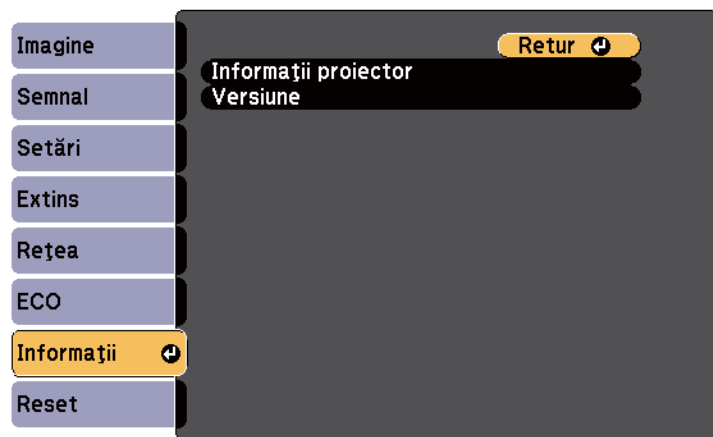 Imagine
Semnal
Setări
Extins
Reţea
ECO
Informaţii
Reset
Retur
Informaţii proiector
Versiune